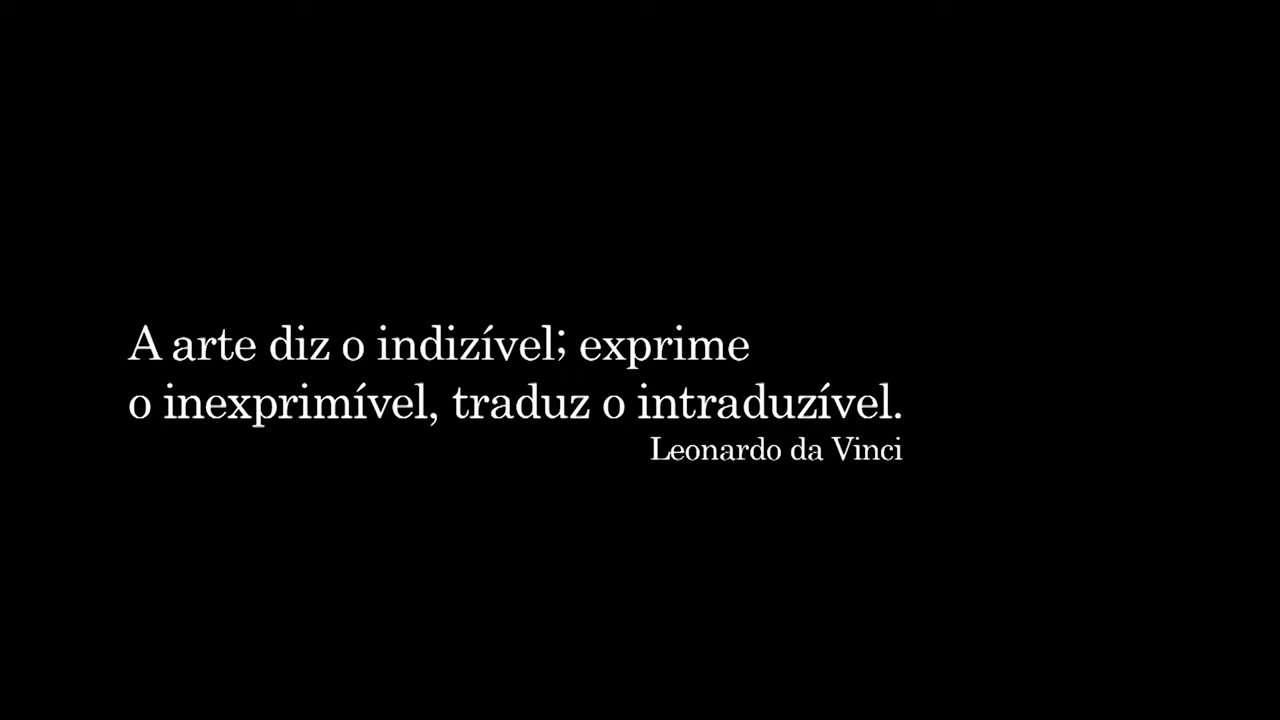 A arte diz o indizível; exprime
o inexprimível, traduz o intraduzível.
Leonardo da Vinci